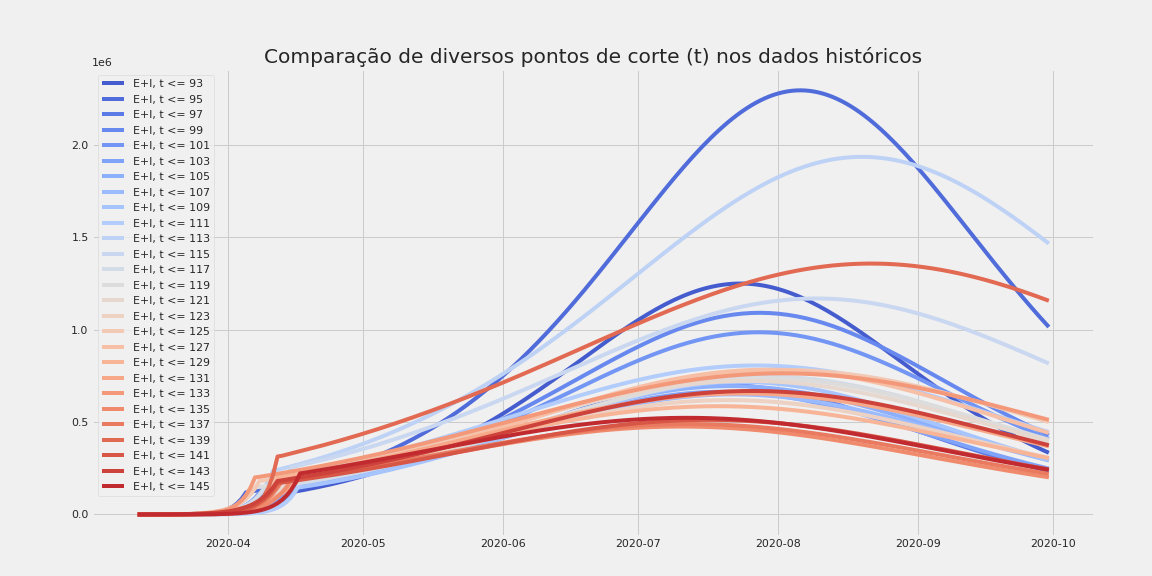 Comparação de diversos pontos de corte (t) nos dados históricos
1e6
E+I, t <= 93
E+I, t <= 95
E+I, t <= 97
E+I, t <= 99
E+I, t <= 101
E+I, t <= 103
E+I, t <= 105
E+I, t <= 107
E+I, t <= 109
E+I, t <= 111
E+I, t <= 113
E+I, t <= 115
E+I, t <= 117
E+I, t <= 119
E+I, t <= 121
E+I, t <= 123
E+I, t <= 125
E+I, t <= 127
E+I, t <= 129
E+I, t <= 131
E+I, t <= 133
E+I, t <= 135
E+I, t <= 137
E+I, t <= 139
E+I, t <= 141
E+I, t <= 143
E+I, t <= 145
2.0
1.5
1.0
0.5
0.0
2020-04 2020-05 2020-06 2020-07 2020-08 2020-09 2020-10